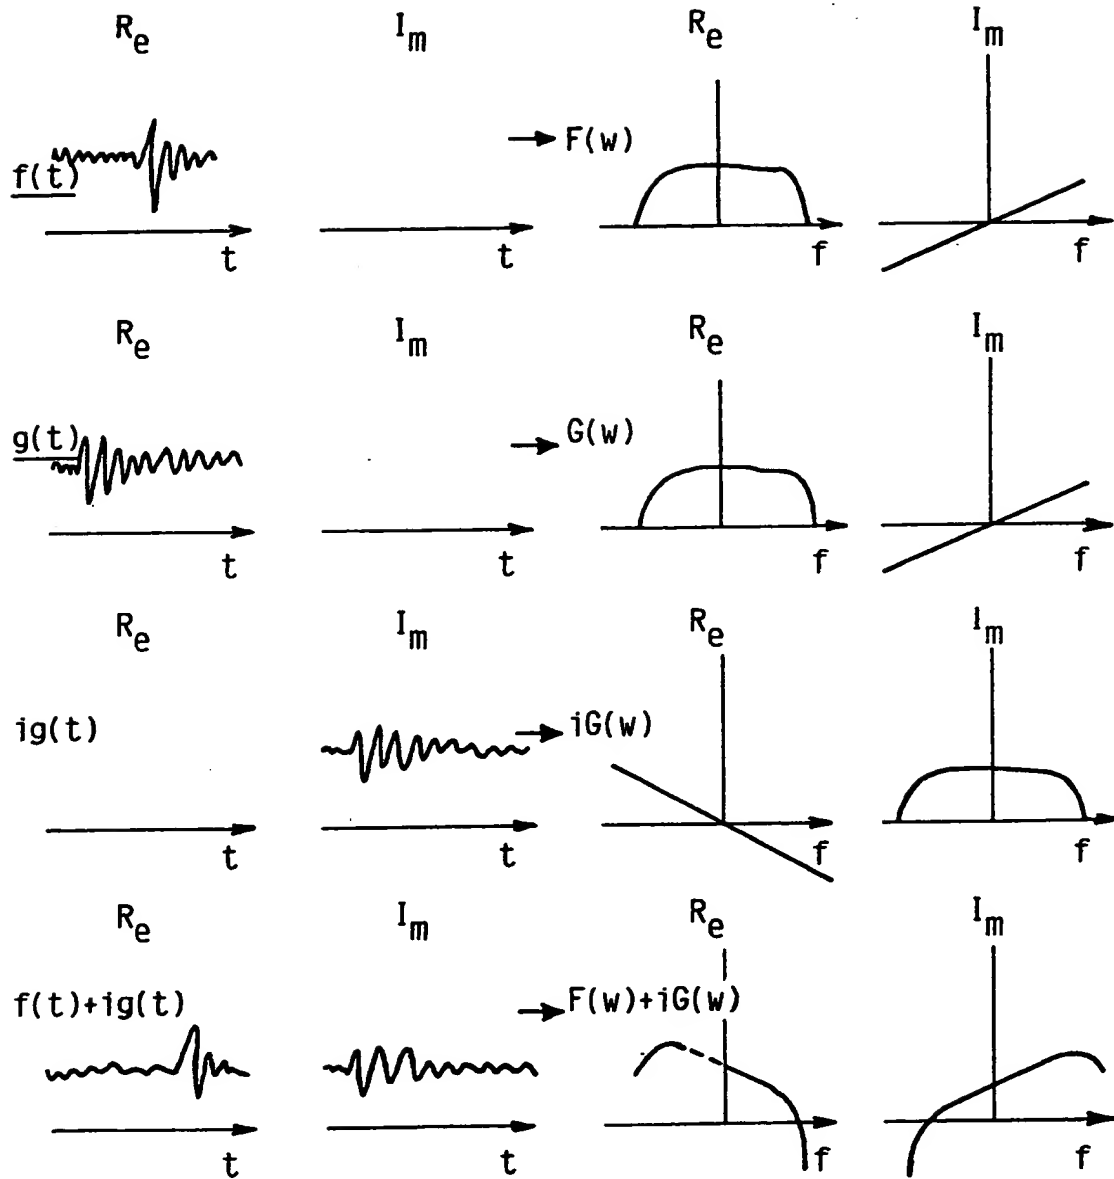 Re Im Re Im
f(t) → F(w)
t t f f
Re Im Re Im
g(t) → G(w)
t t f f
Re Im Re Im
ig(t) → iG(w)
t t f f
Re Im Re Im
f(t)+ig(t) → F(w)+iG(w)
t t f f